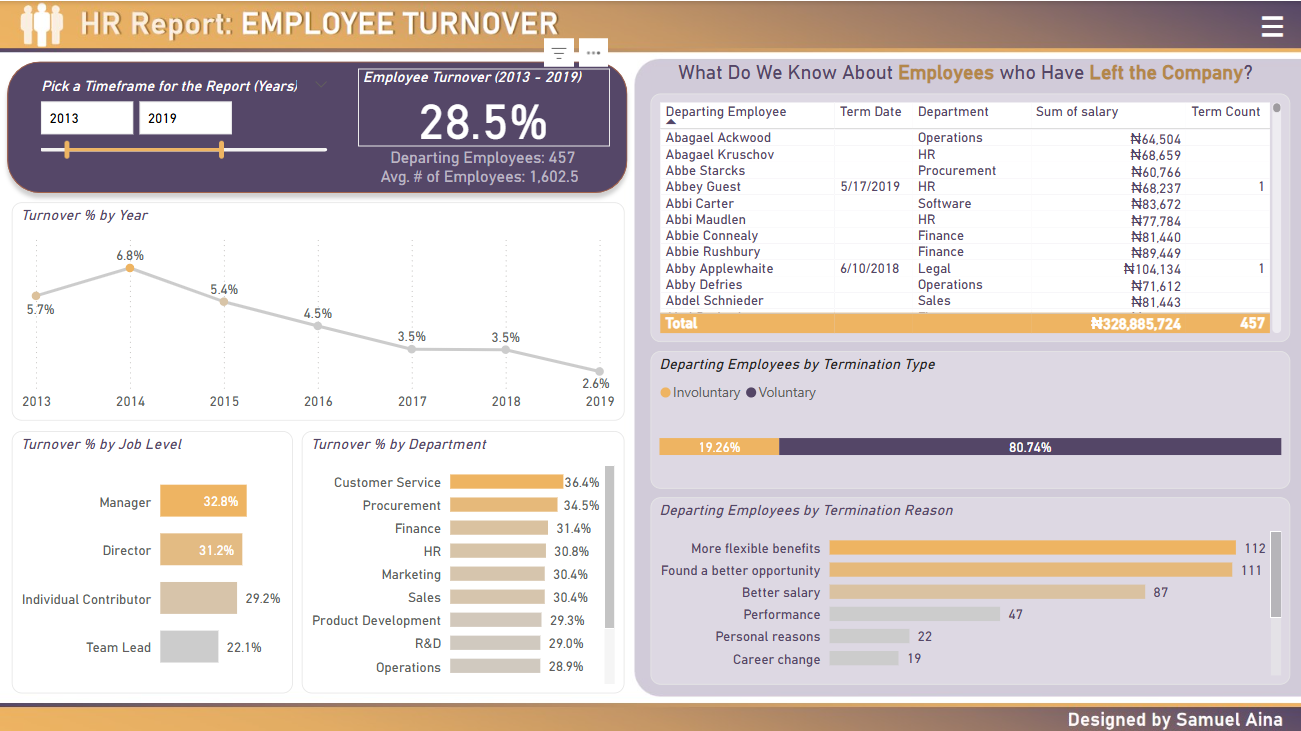 HR Report: EMPLOYEE TURNOVER
Pick a Timeframe for the Report (Years)
2013
2019
Employee Turnover (2013 - 2019)
28.5%
Departing Employees: 457
Avg. # of Employees: 1,602.5
Turnover % by Year
5.7%
6.8%
5.4%
4.5%
3.5%
3.5%
2.6%
2013 2014 2015 2016 2017 2018 2019
Turnover % by Job Level
Manager 32.8%
Director 31.2%
Individual Contributor 29.2%
Team Lead 22.1%
Turnover % by Department
Customer Service 36.4%
Procurement 34.5%
Finance 31.4%
HR 30.8%
Marketing 30.4%
Sales 30.4%
Product Development 29.3%
R&D 29.0%
Operations 28.9%
What Do We Know About Employees who Have Left the Company?
Departing Employee Term Date Department Sum of salary Term Count
Abagael Ackwood Operations ₦64,504
Abagael Kruschov HR ₦68,659
Abbe Starcks Procurement ₦60,766
Abbey Guest 5/17/2019 HR ₦68,237 1
Abbi Carter Software ₦83,672
Abbi Maudlen HR ₦77,784
Abbie Connealy Finance ₦81,440
Abbie Rushbury Finance ₦89,449
Abby Applewhaite 6/10/2018 Legal ₦104,134 1
Abby Defries Operations ₦71,612
Abdel Schnieder Sales ₦81,443
Total ₦328,885,724 457
Departing Employees by Termination Type
Involuntary Voluntary
19.26% 80.74%
Departing Employees by Termination Reason
More flexible benefits 112
Found a better opportunity 111
Better salary 87
Performance 47
Personal reasons 22
Career change 19
Designed by Samuel Aina